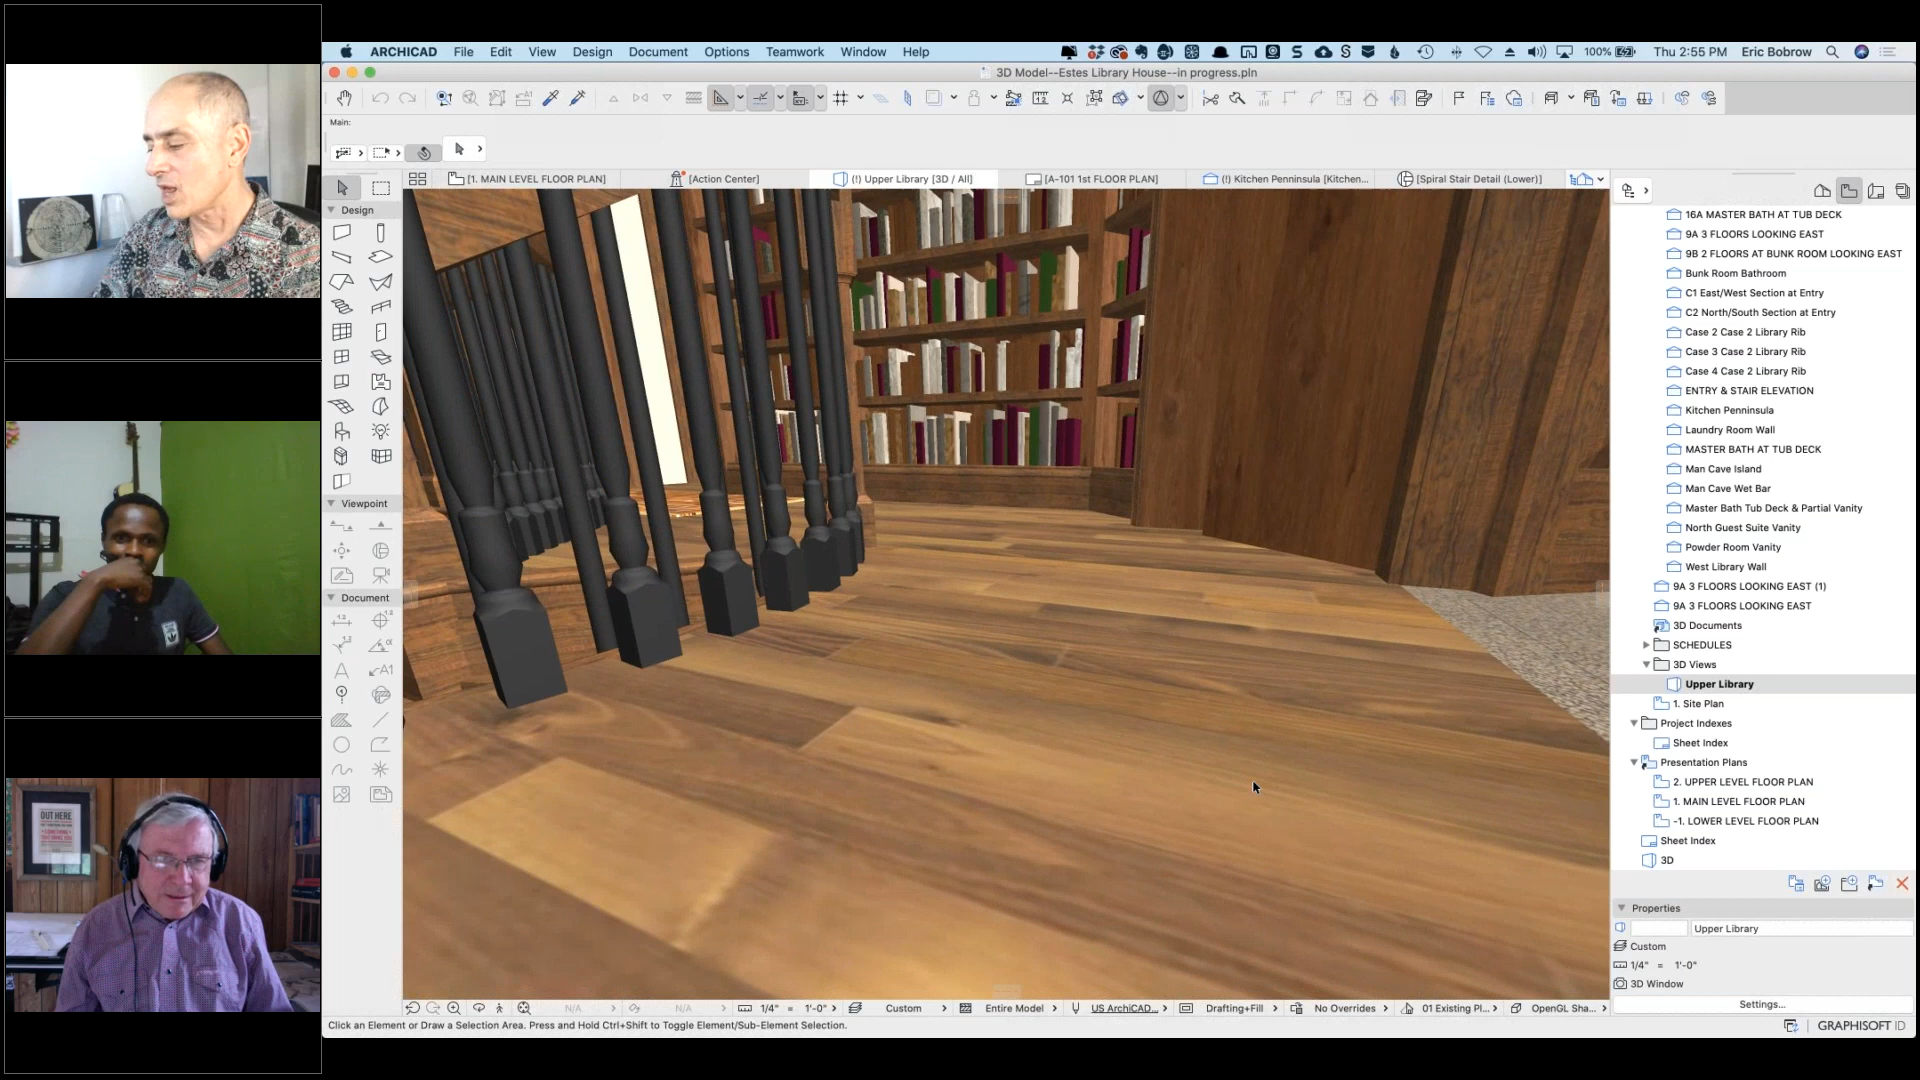 ARCHICAD File Edit View Design Document Options Teamwork Window Help 100% Thu 2:55 PM Eric Bobrow
3D Model--Estes Library House--in progress.pln
Main:
[1. MAIN LEVEL FLOOR PLAN] [Action Center] (!) Upper Library [3D / All] [A-101 1st FLOOR PLAN] (!) Kitchen Penninsula [Kitchen... [Spiral Stair Detail (Lower)]
Design
Viewpoint
Document
16A MASTER BATH AT TUB DECK
9A 3 FLOORS LOOKING EAST
9B 2 FLOORS AT BUNK ROOM LOOKING EAST
Bunk Room Bathroom
C1 East/West Section at Entry
C2 North/South Section at Entry
Case 2 Case 2 Library Rib
Case 3 Case 2 Library Rib
Case 4 Case 2 Library Rib
ENTRY & STAIR ELEVATION
Kitchen Penninsula
Laundry Room Wall
MASTER BATH AT TUB DECK
Man Cave Island
Man Cave Wet Bar
Master Bath Tub Deck & Partial Vanity
North Guest Suite Vanity
Powder Room Vanity
West Library Wall
9A 3 FLOORS LOOKING EAST (1)
9A 3 FLOORS LOOKING EAST
3D Documents
SCHEDULES
3D Views
Upper Library
1. Site Plan
Project Indexes
Sheet Index
Presentation Plans
2. UPPER LEVEL FLOOR PLAN
1. MAIN LEVEL FLOOR PLAN
-1. LOWER LEVEL FLOOR PLAN
Sheet Index
3D
Properties
Upper Library
Custom
1/4" = 1'-0"
3D Window
Settings...
N/A N/A 1/4" = 1'-0" Custom Entire Model US ArchiCAD... Drafting+Fill No Overrides 01 Existing Pl... OpenGL Sha...
Click an Element or Draw a Selection Area. Press and Hold Ctrl+Shift to Toggle Element/Sub-Element Selection.
GRAPHISOFT ID
OUT HERE